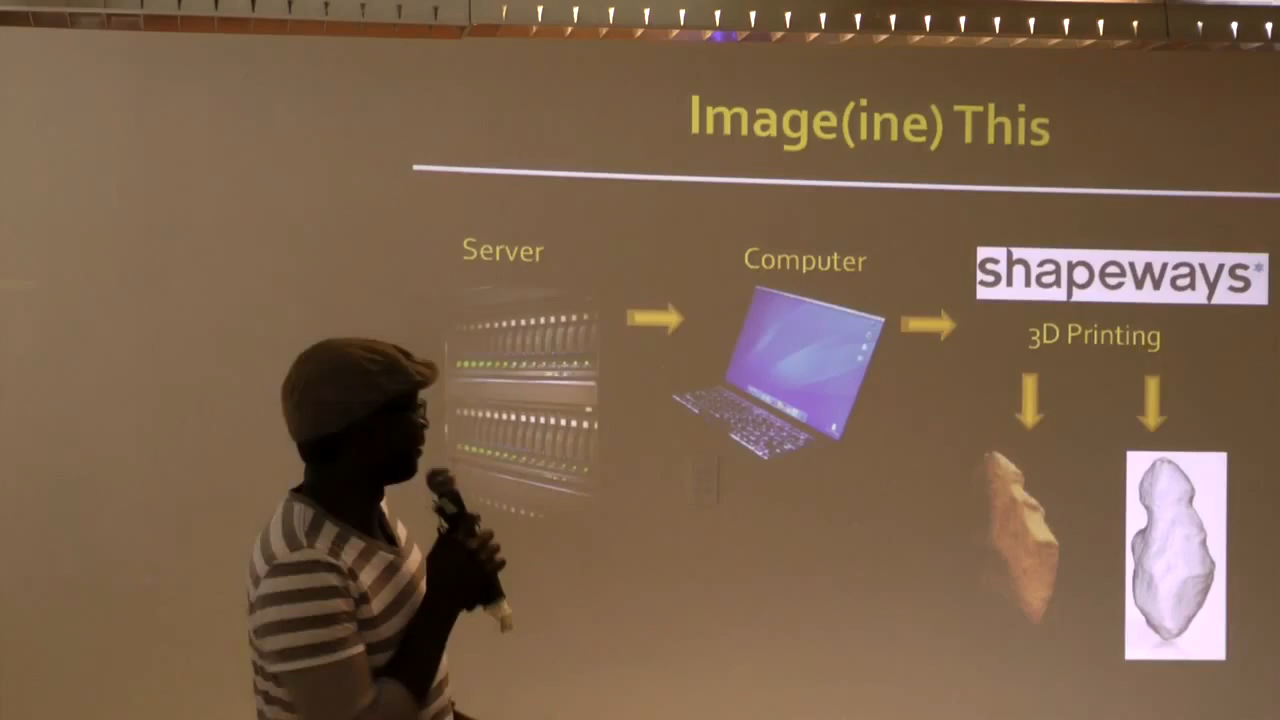 Image(ine) This
Server
Computer
shapeways*
3D Printing